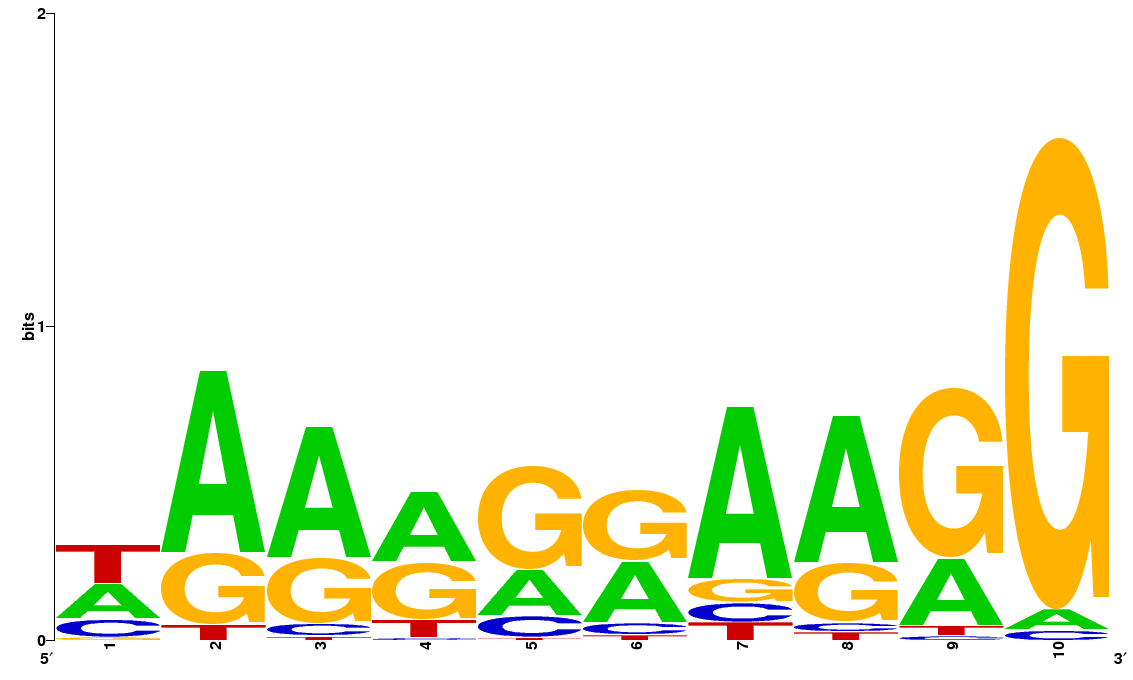 2
bits
1
0
T A A A G G A A G G
A G G G A A G G A A
C T C T C C C C T C
G T C T T T T C
5′ 1 2 3 4 5 6 7 8 9 10 3′